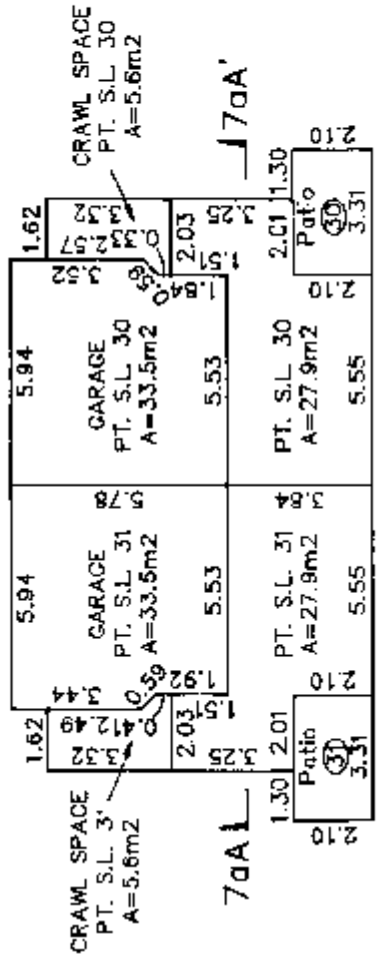 CRAWL SPACE
PT. S.L. 30
A=5.6m2
7aA'
1.62
3.32
0.33
2.57
3.52
0.59
2.03
1.51
1.84
3.25
1.30
2.01
2.10
Patio
30
3.31
2.10
5.94
GARAGE
PT. S.L. 30
A=33.5m2
5.53
PT. S.L. 30
A=27.9m2
5.55
5.78
3.84
5.94
GARAGE
PT. S.L. 31
A=33.5m2
5.53
PT. S.L. 31
A=27.9m2
5.55
3.44
0.59
1.92
1.51
2.49
0.41
2.03
1.62
3.32
3.25
2.01
1.30
2.10
Patio
31
3.31
2.10
CRAWL SPACE
PT. S.L. 3'
A=5.6m2
7aA